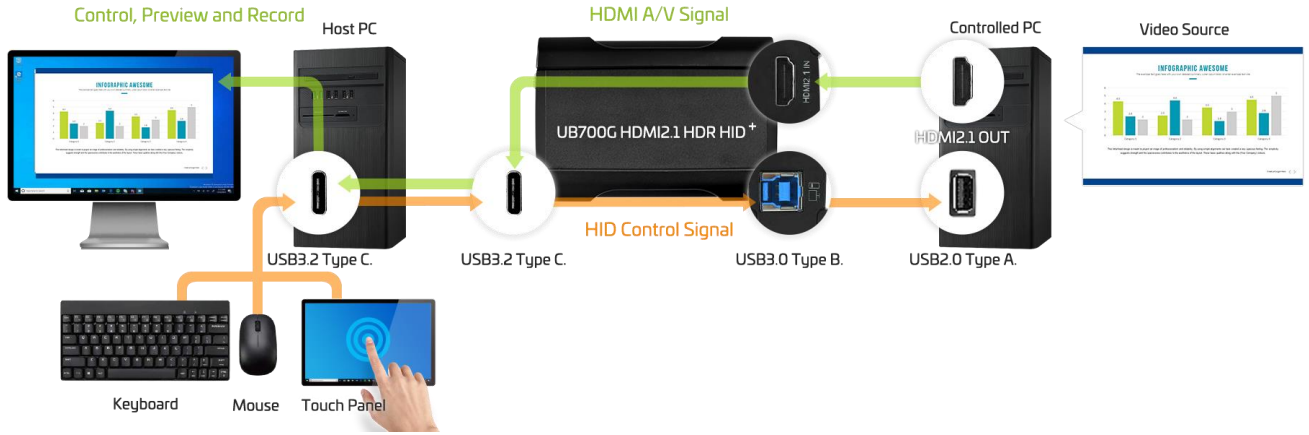 Control, Preview and Record
HDMI A/V Signal
Host PC
Controlled PC
Video Source
INFOGRAPHIC AWESOME
INFOGRAPHIC AWESOME
HDMI2.1 IN
UB700G HDMI2.1 HDR HID+
HDMI2.1 OUT
HID Control Signal
USB3.2 Type C.
USB3.2 Type C.
USB3.0 Type B.
USB2.0 Type A.
Keyboard
Mouse
Touch Panel